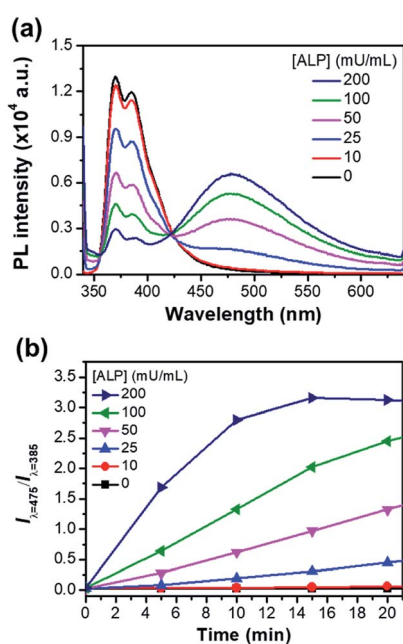 (a)
[ALP] (mU/mL)
200
100
50
25
10
0
PL intensity (x10⁴ a.u.)
1.5
1.2
0.9
0.6
0.3
0.0
350 400 450 500 550 600
Wavelength (nm)
(b)
[ALP] (mU/mL)
200
100
50
25
10
0
Iλ=475/Iλ=385
3.5
3.0
2.5
2.0
1.5
1.0
0.5
0.0
0 2 4 6 8 10 12 14 16 18 20
Time (min)